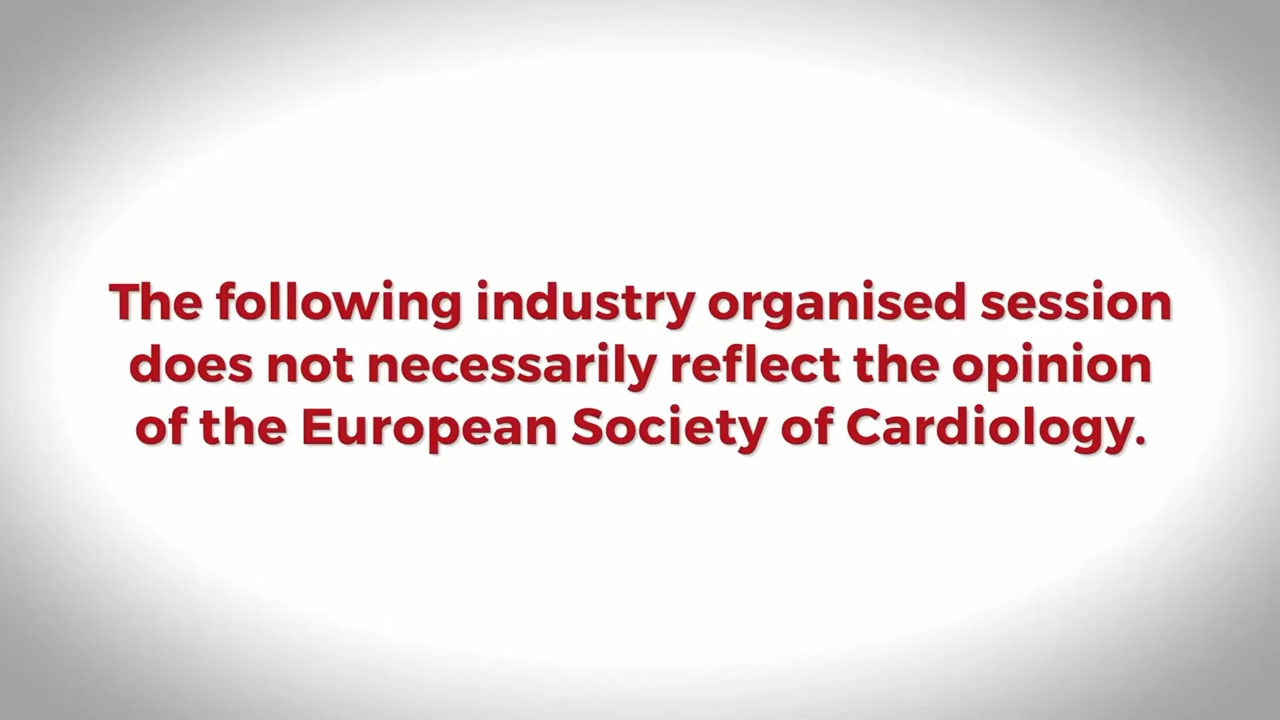 The following industry organised session
does not necessarily reflect the opinion
of the European Society of Cardiology.